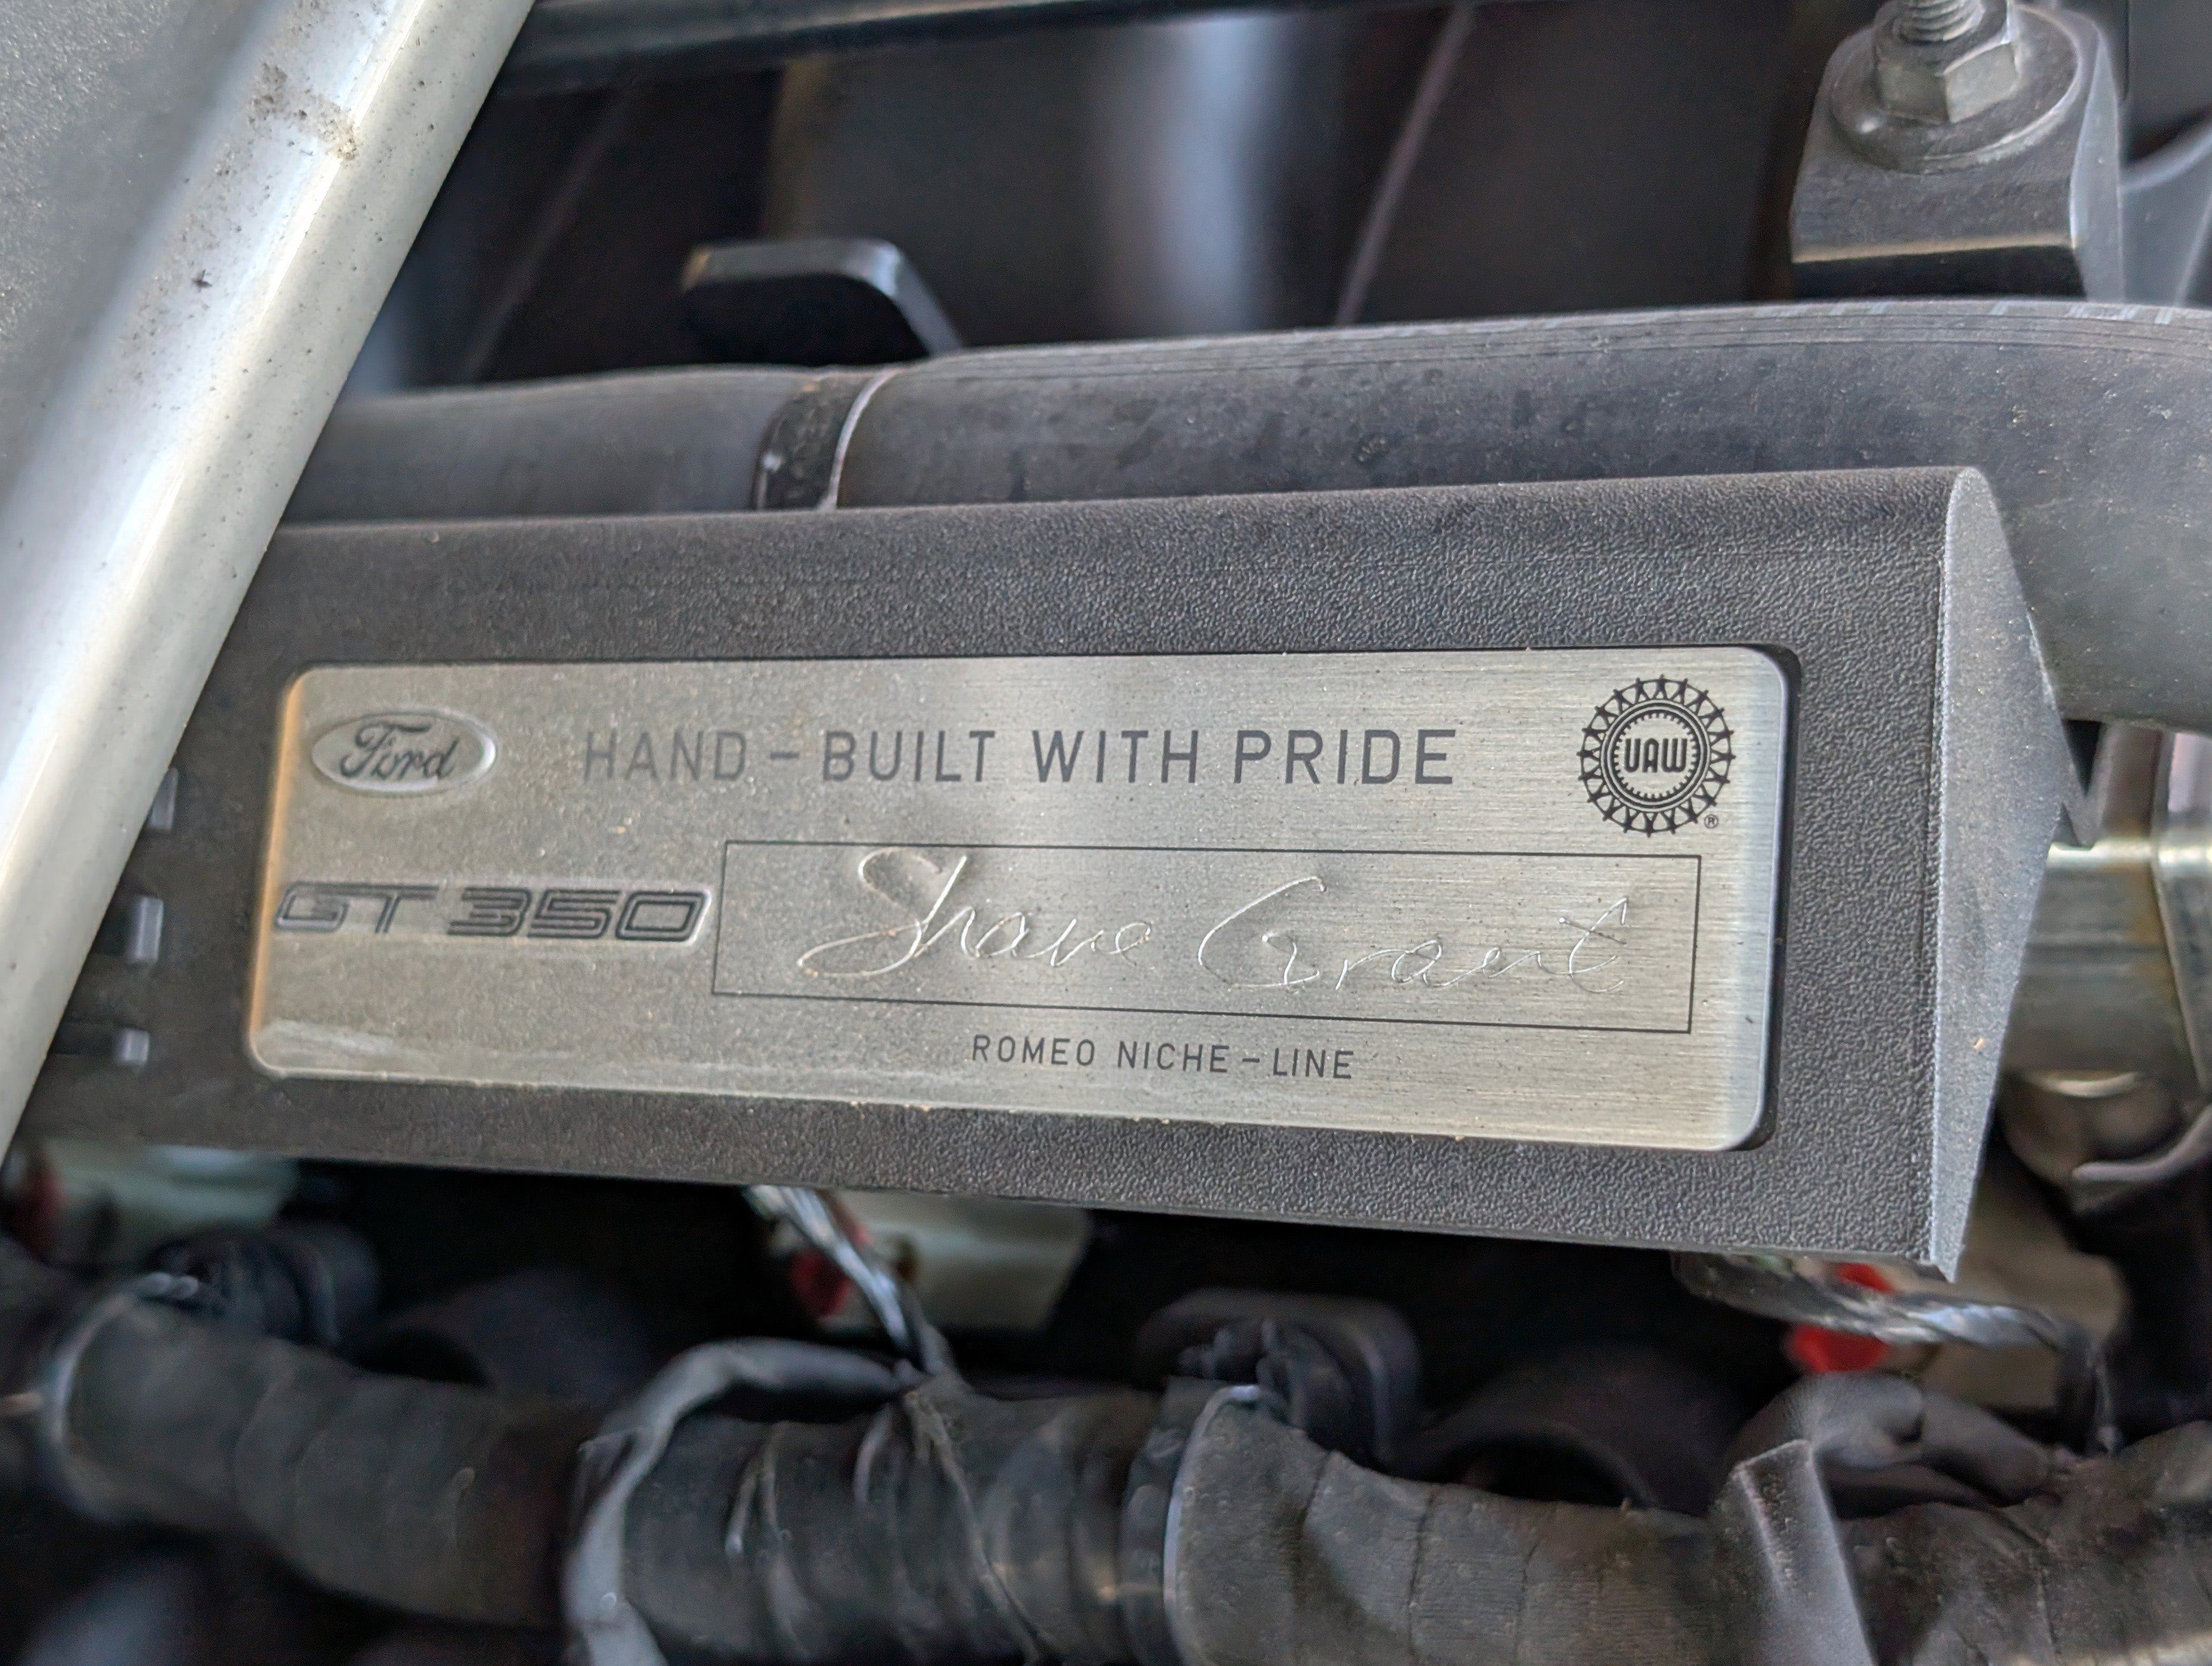 Ford
HAND – BUILT WITH PRIDE
UAW
®
GT350
Shane Grant
ROMEO NICHE – LINE